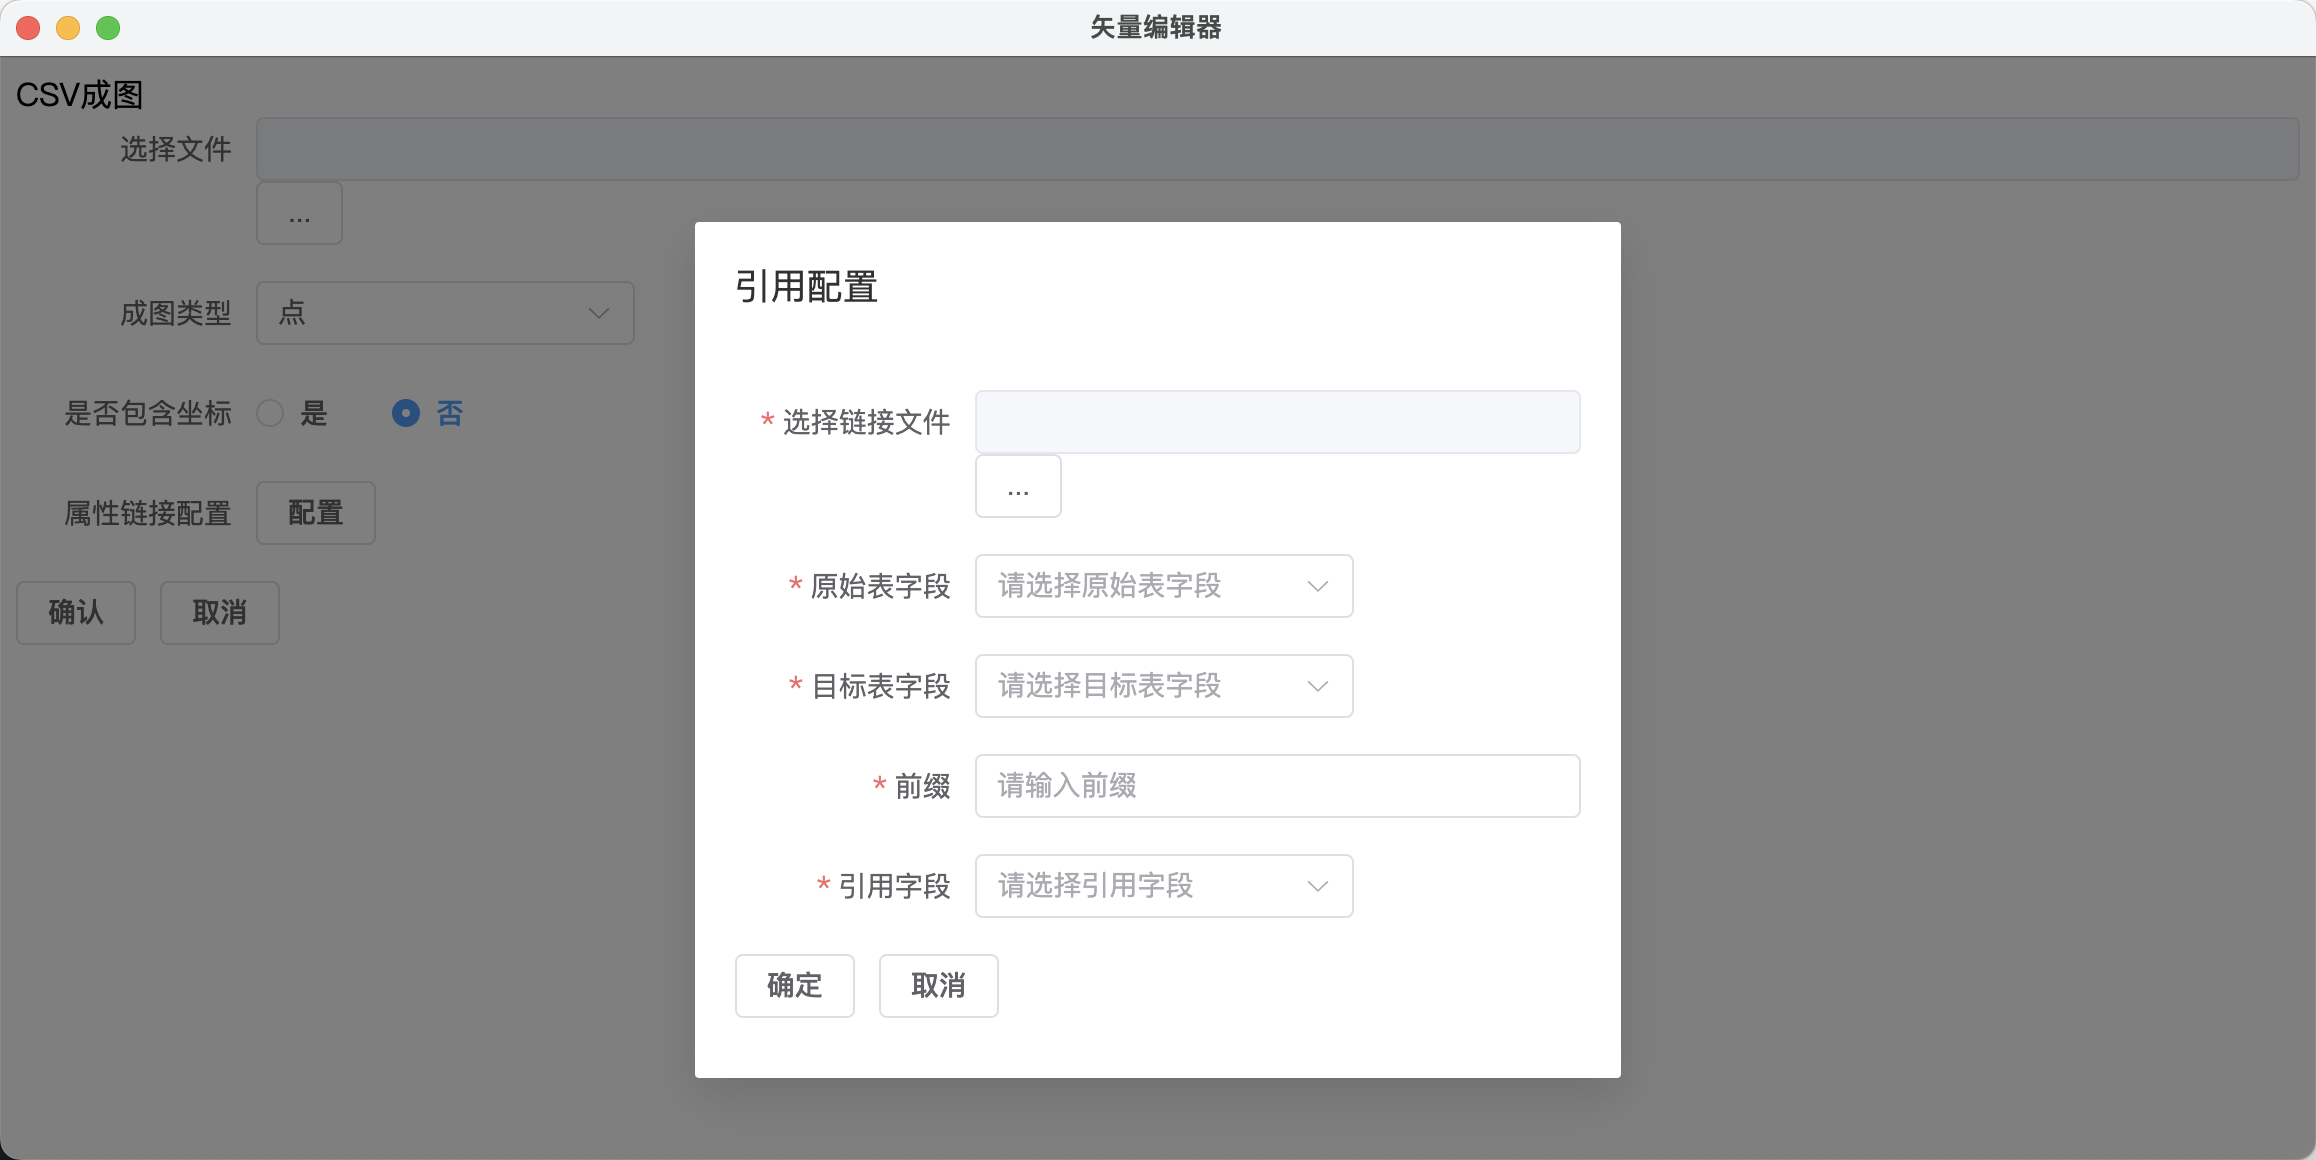 矢量编辑器
CSV成图
选择文件
...
成图类型 点
是否包含坐标 是 否
属性链接配置 配置
确认 取消
引用配置
* 选择链接文件
...
* 原始表字段 请选择原始表字段
* 目标表字段 请选择目标表字段
* 前缀 请输入前缀
* 引用字段 请选择引用字段
确定 取消